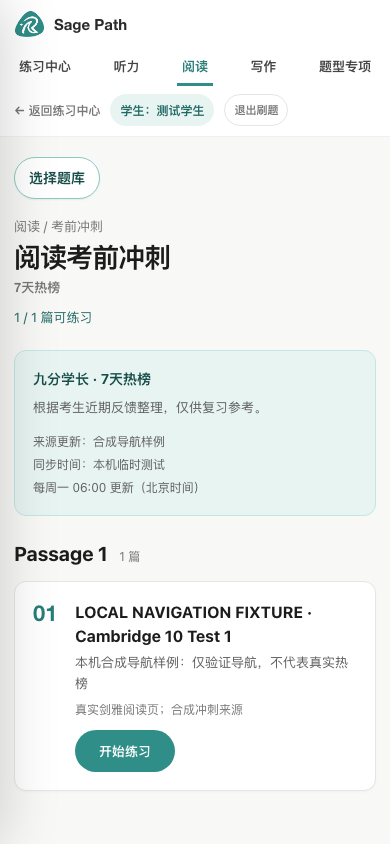 Sage Path
练习中心 听力 阅读 写作 题型专项
← 返回练习中心 学生：测试学生 退出刷题
选择题库
阅读 / 考前冲刺
阅读考前冲刺
7天热榜
1 / 1 篇可练习
九分学长 · 7天热榜
根据考生近期反馈整理，仅供复习参考。
来源更新：合成导航样例
同步时间：本机临时测试
每周一 06:00 更新（北京时间）
Passage 1 1 篇
01 LOCAL NAVIGATION FIXTURE ·
Cambridge 10 Test 1
本机合成导航样例：仅验证导航，不代表真实热
榜
真实剑雅阅读页；合成冲刺来源
开始练习